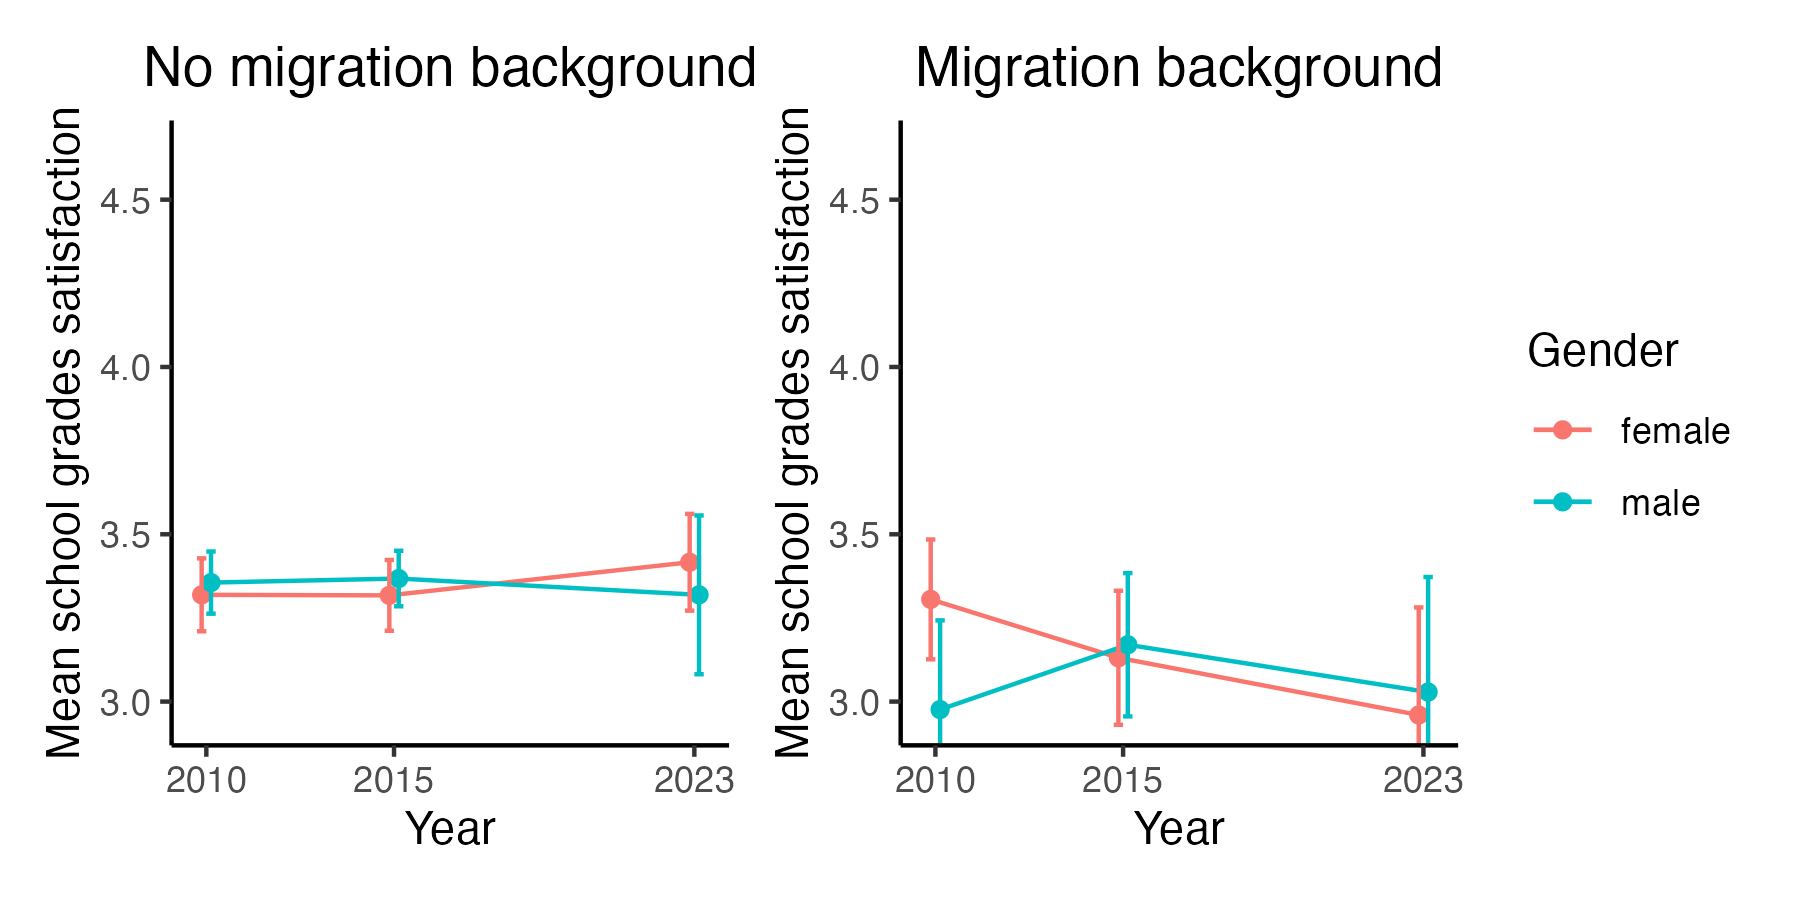 No migration background
Mean school grades satisfaction
4.5
4.0
3.5
3.0
2010 2015 2023
Year
Migration background
Mean school grades satisfaction
4.5
4.0
3.5
3.0
2010 2015 2023
Year
Gender
female
male